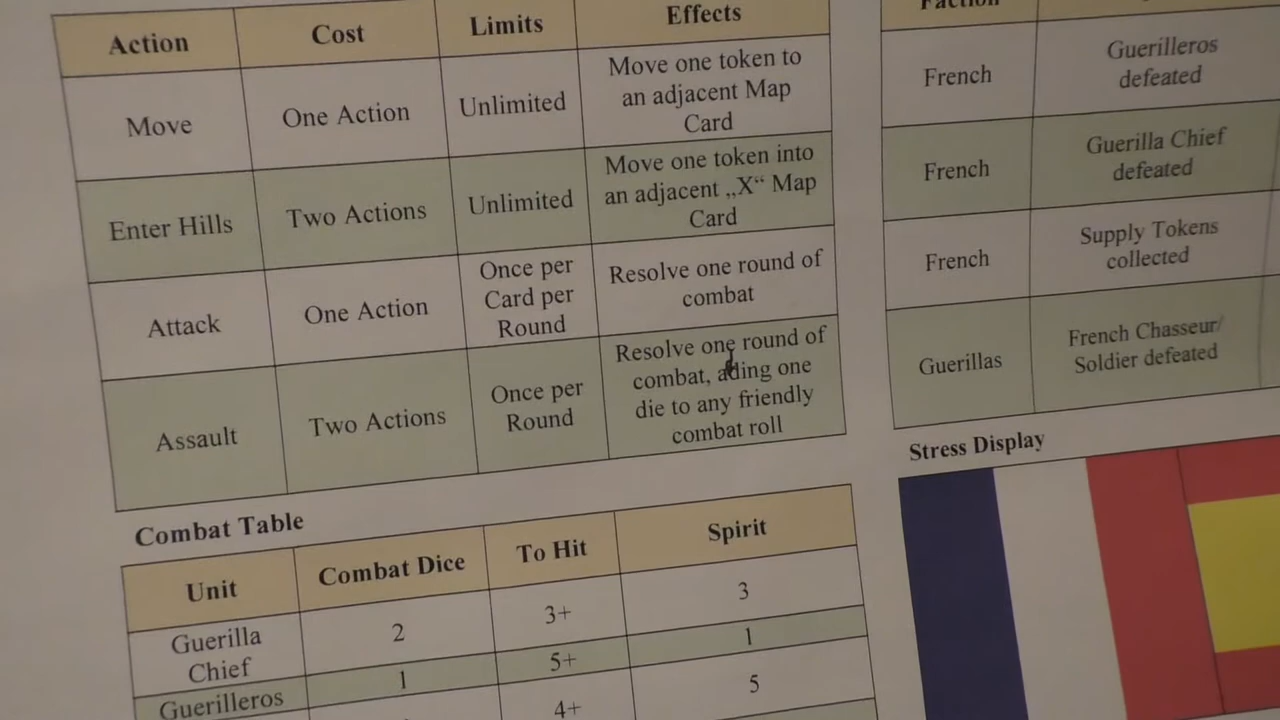 Action Cost Limits Effects
Move One Action Unlimited Move one token to
an adjacent Map
Card
Enter Hills Two Actions Unlimited Move one token into
an adjacent „X“ Map
Card
Attack One Action Once per
Card per
Round
Resolve one round of
combat
Assault Two Actions Once per
Round
Resolve one round of
combat, ading one
die to any friendly
combat roll
Combat Table
Unit Combat Dice To Hit Spirit
Guerilla
Chief
2 3+ 3
Guerilleros 1 5+ 1
4+ 5
Faction
French Guerilleros
defeated
French Guerilla Chief
defeated
French Supply Tokens
collected
Guerillas French Chasseur/
Soldier defeated
Stress Display